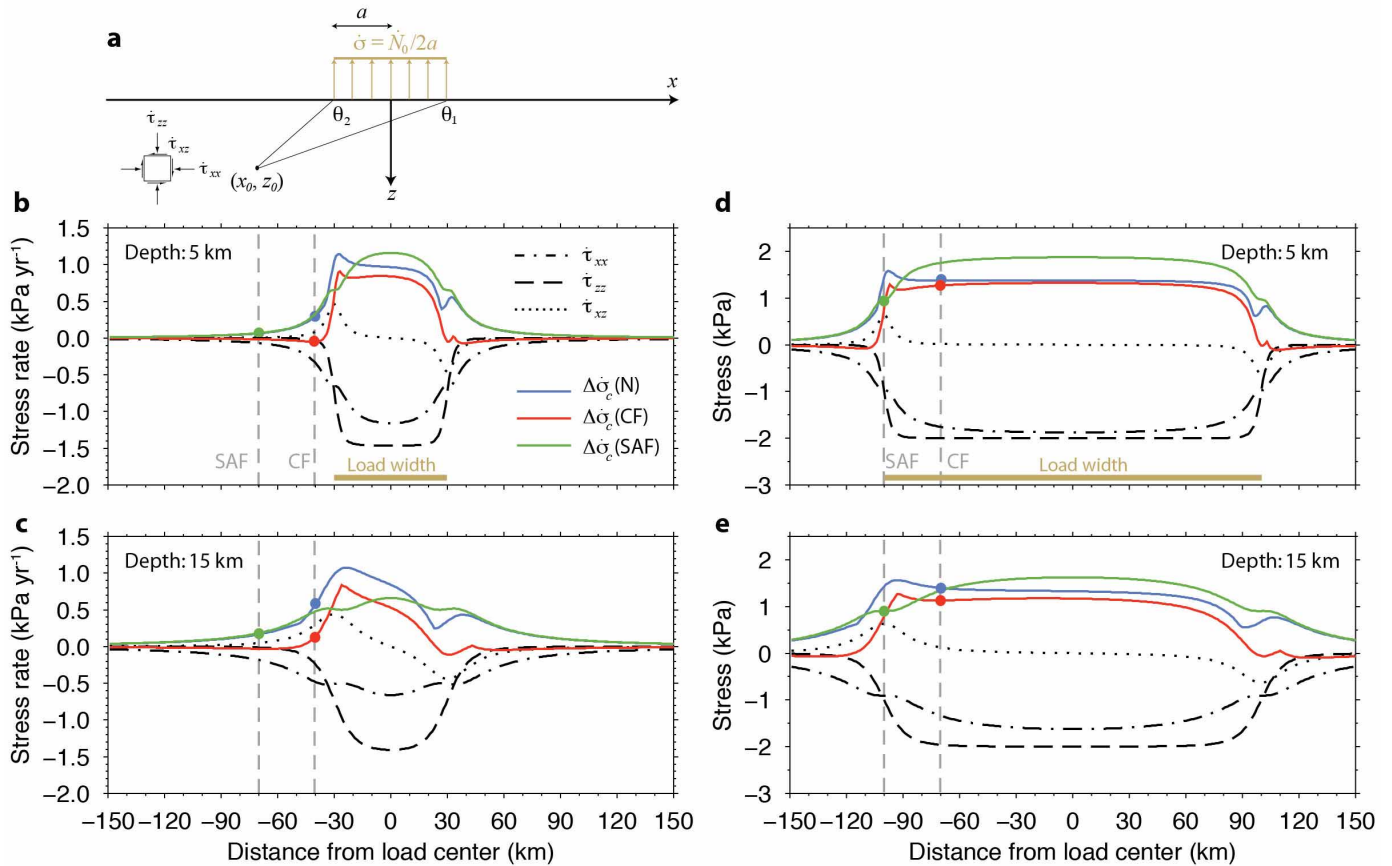 a
a
σ̇ = Ṅ₀/2a
x
θ₂
θ₁
τ̇zz
τ̇xz
τ̇xx
(x₀, z₀)
z
b
Stress rate (kPa yr⁻¹)
1.5
1.0
0.5
0.0
−0.5
−1.0
−1.5
−2.0
Depth: 5 km
τ̇xx
τ̇zz
τ̇xz
Δσ̇c(N)
Δσ̇c(CF)
Δσ̇c(SAF)
SAF
CF
Load width
d
Stress (kPa)
2
1
0
−1
−2
−3
Depth: 5 km
SAF
CF
Load width
c
Stress rate (kPa yr⁻¹)
1.5
1.0
0.5
0.0
−0.5
−1.0
−1.5
−2.0
Depth: 15 km
−150 −120 −90 −60 −30 0 30 60 90 120 150
Distance from load center (km)
e
Stress (kPa)
2
1
0
−1
−2
−3
Depth: 15 km
−150 −120 −90 −60 −30 0 30 60 90 120 150
Distance from load center (km)